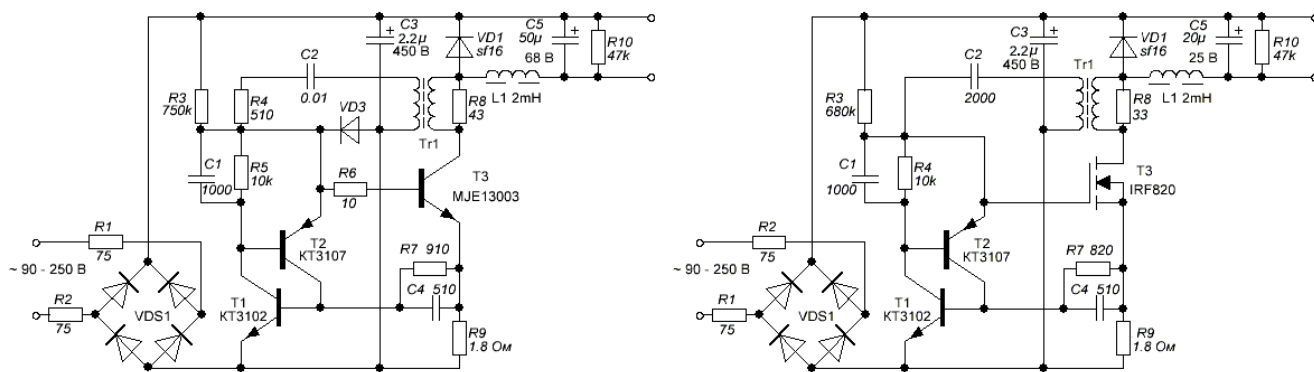 C3
2.2µ
450 В
VD1
sf16
C5
50µ
68 В
R10
47k
C2
0.01
R3
750k
R4
510
VD3
Tr1
L1 2mH
R8
43
C1
1000
R5
10k
R6
10
T3
MJE13003
R1
75
~ 90 - 250 В
R2
75
VDS1
T2
КТ3107
T1
КТ3102
R7 910
C4 510
R9
1.8 Ом
C3
2.2µ
450 В
VD1
sf16
C5
20µ
25 В
R10
47k
C2
2000
Tr1
L1 2mH
R3
680k
R8
33
C1
1000
R4
10k
T3
IRF820
R2
75
~ 90 - 250 В
R1
75
VDS1
T2
КТ3107
T1
КТ3102
R7 820
C4 510
R9
1.8 Ом